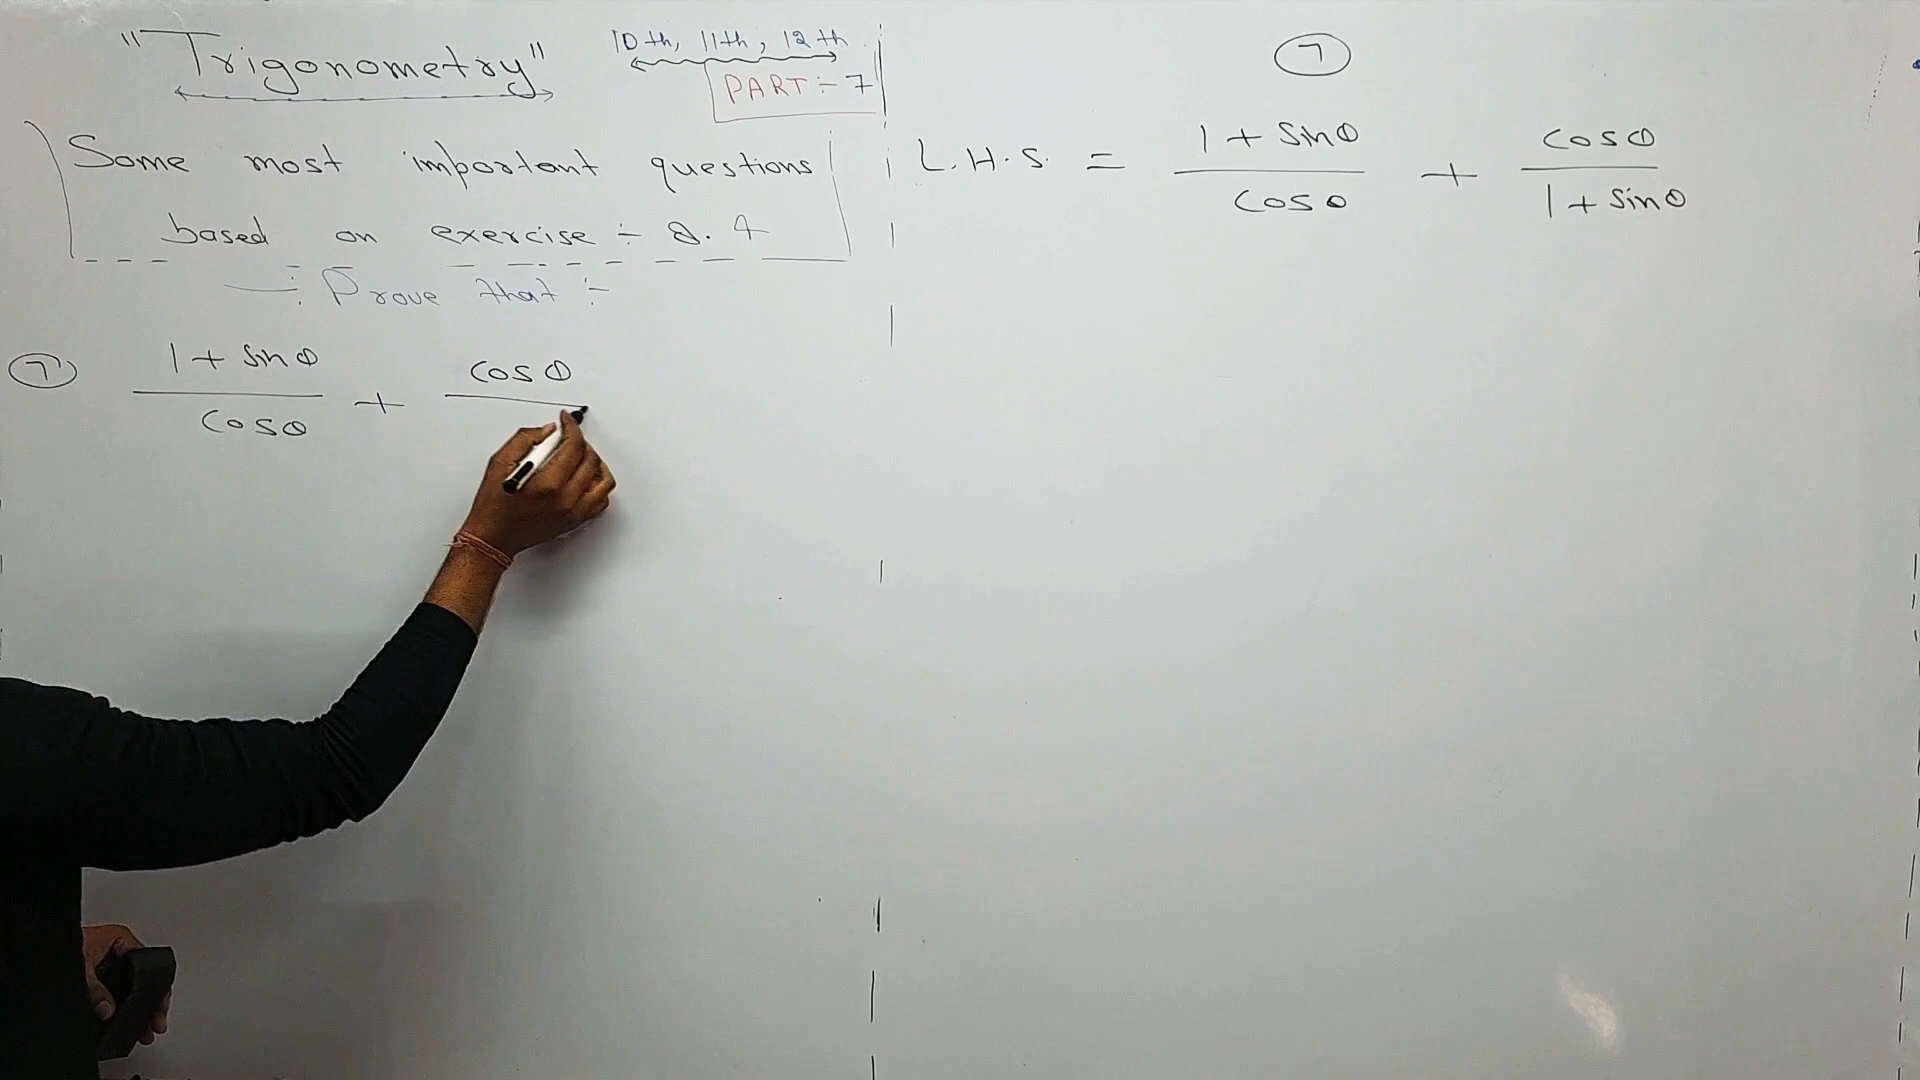 "Trigonometry"
10th, 11th, 12th
PART:- 7
Some most important questions
based on exercise :- 8.4
:- Prove that :-
7 1 + sinθ / cosθ + cosθ
7
L.H.S. = 1 + sinθ / cosθ + cosθ / 1 + sinθ